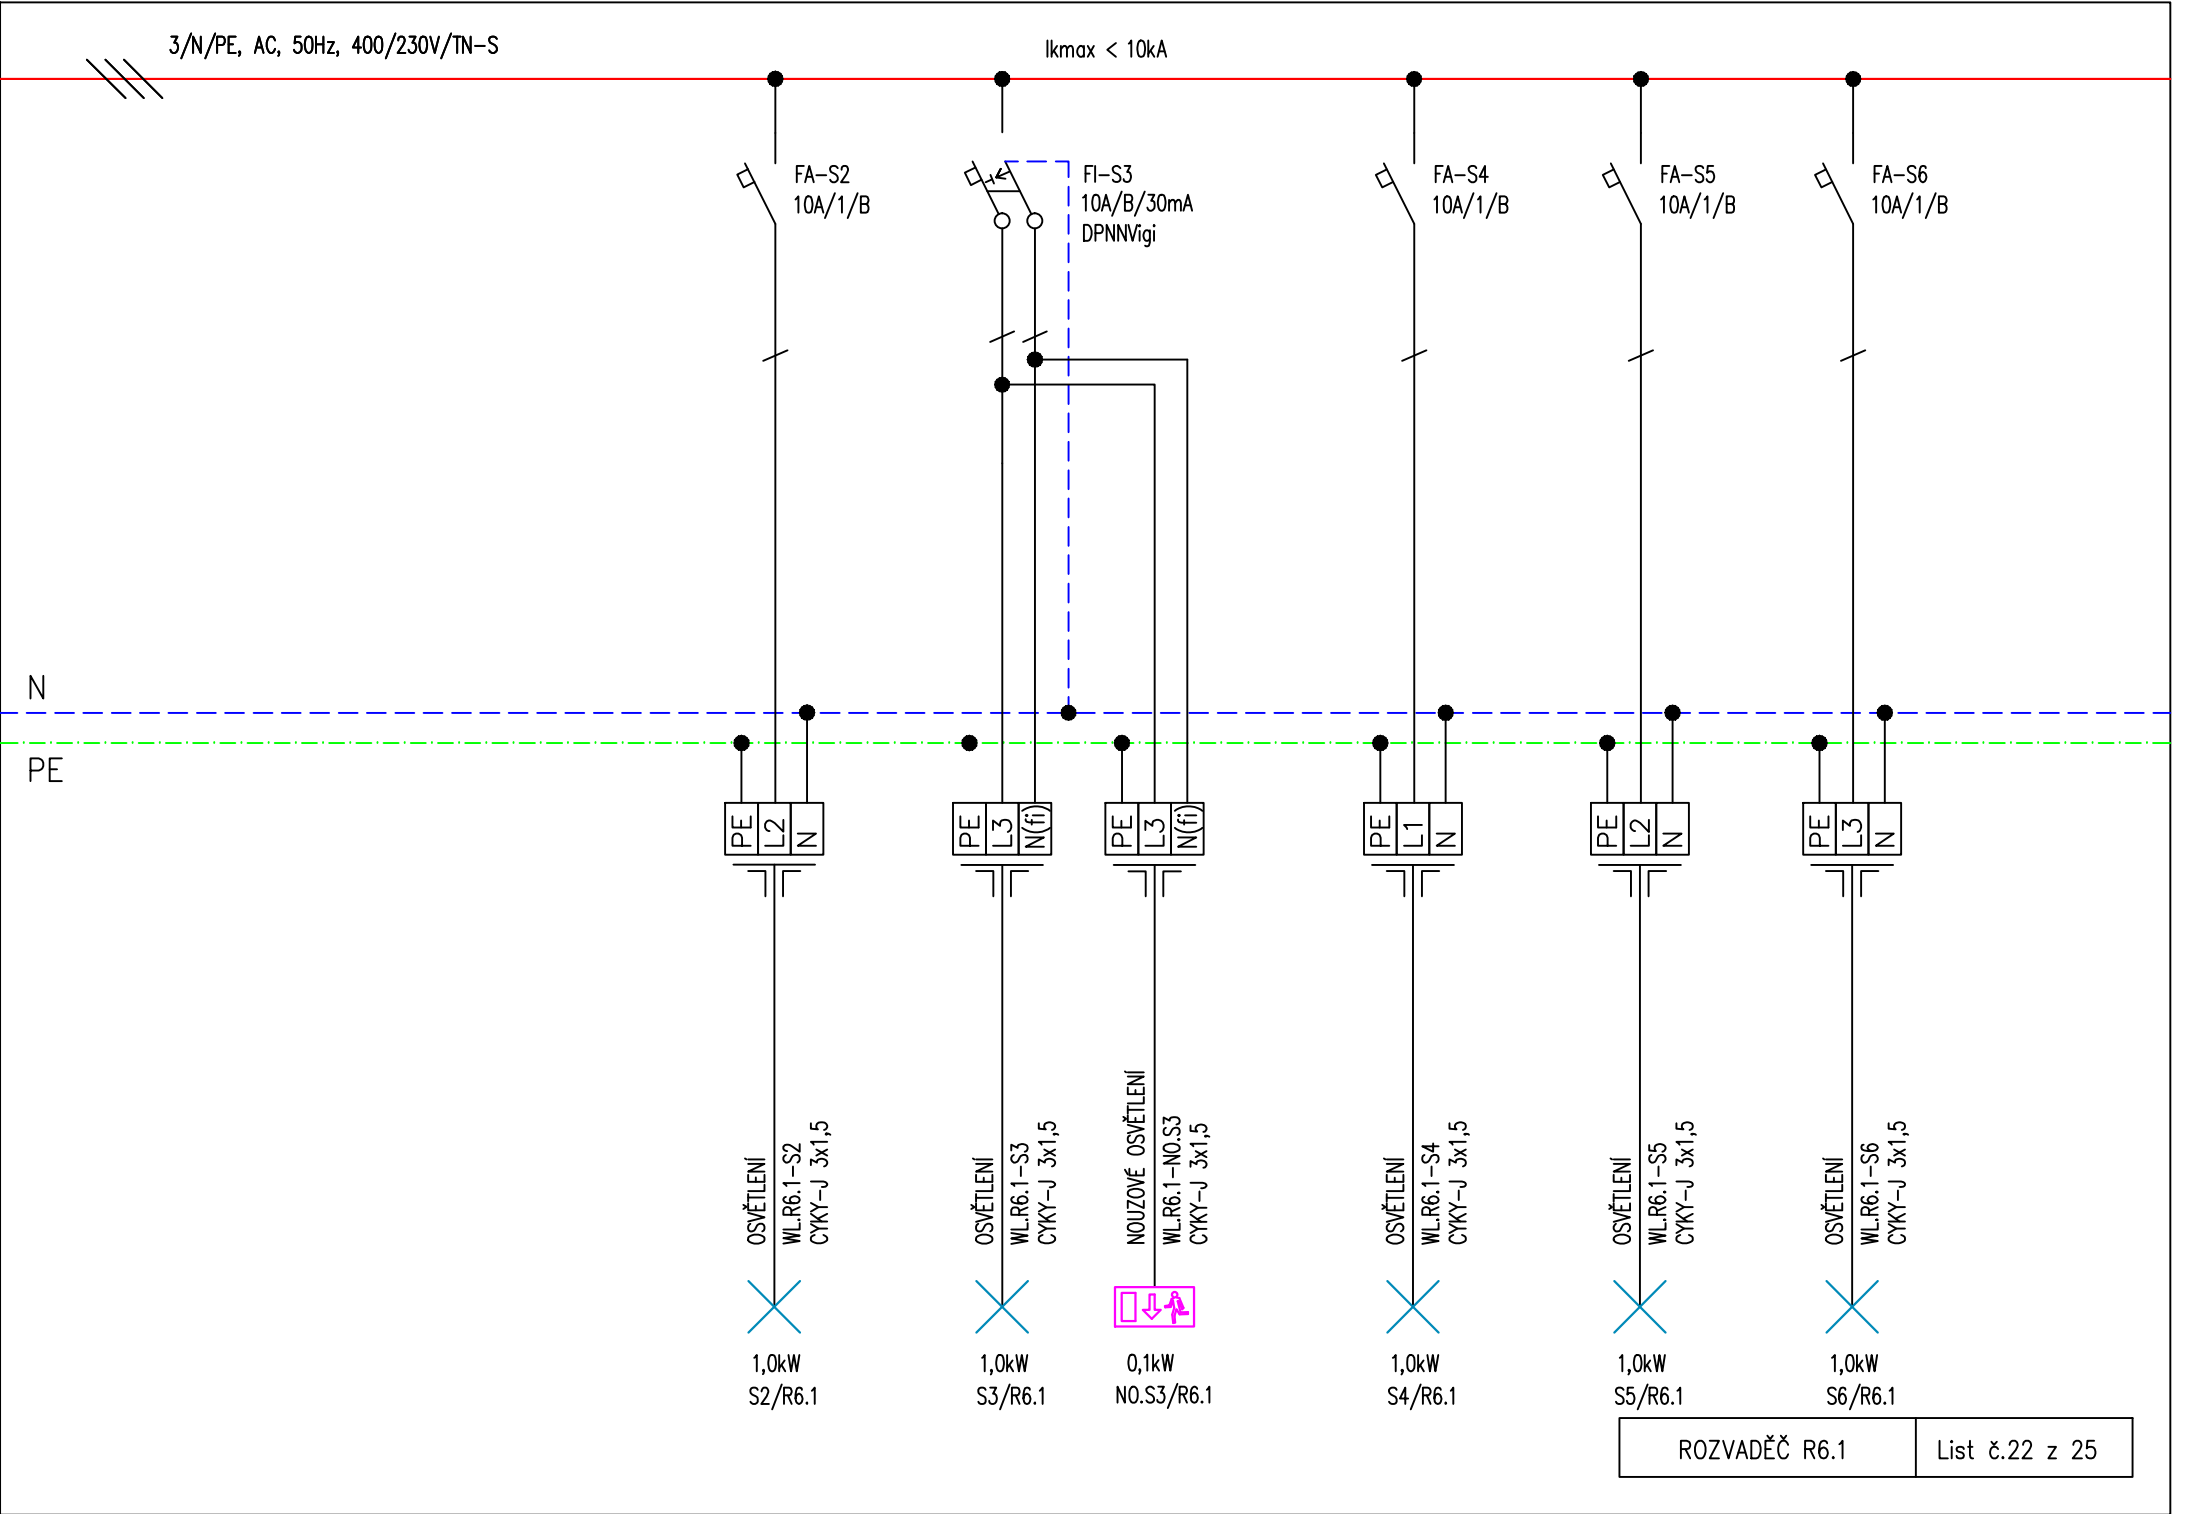 3/N/PE, AC, 50Hz, 400/230V/TN-S
Ikmax < 10kA
FA-S2
10A/1/B
FI-S3
10A/B/30mA
DPNNVigi
FA-S4
10A/1/B
FA-S5
10A/1/B
FA-S6
10A/1/B
N
PE
PE L2 N
PE L3 N(fi)
PE L3 N(fi)
PE L1 N
PE L2 N
PE L3 N
OSVĚTLENÍ
WL.R6.1-S2
CYKY-J 3x1,5
OSVĚTLENÍ
WL.R6.1-S3
CYKY-J 3x1,5
NOUZOVÉ OSVĚTLENÍ
WL.R6.1-NO.S3
CYKY-J 3x1,5
OSVĚTLENÍ
WL.R6.1-S4
CYKY-J 3x1,5
OSVĚTLENÍ
WL.R6.1-S5
CYKY-J 3x1,5
OSVĚTLENÍ
WL.R6.1-S6
CYKY-J 3x1,5
1,0kW
S2/R6.1
1,0kW
S3/R6.1
0,1kW
NO.S3/R6.1
1,0kW
S4/R6.1
1,0kW
S5/R6.1
1,0kW
S6/R6.1
ROZVADĚČ R6.1
List č.22 z 25